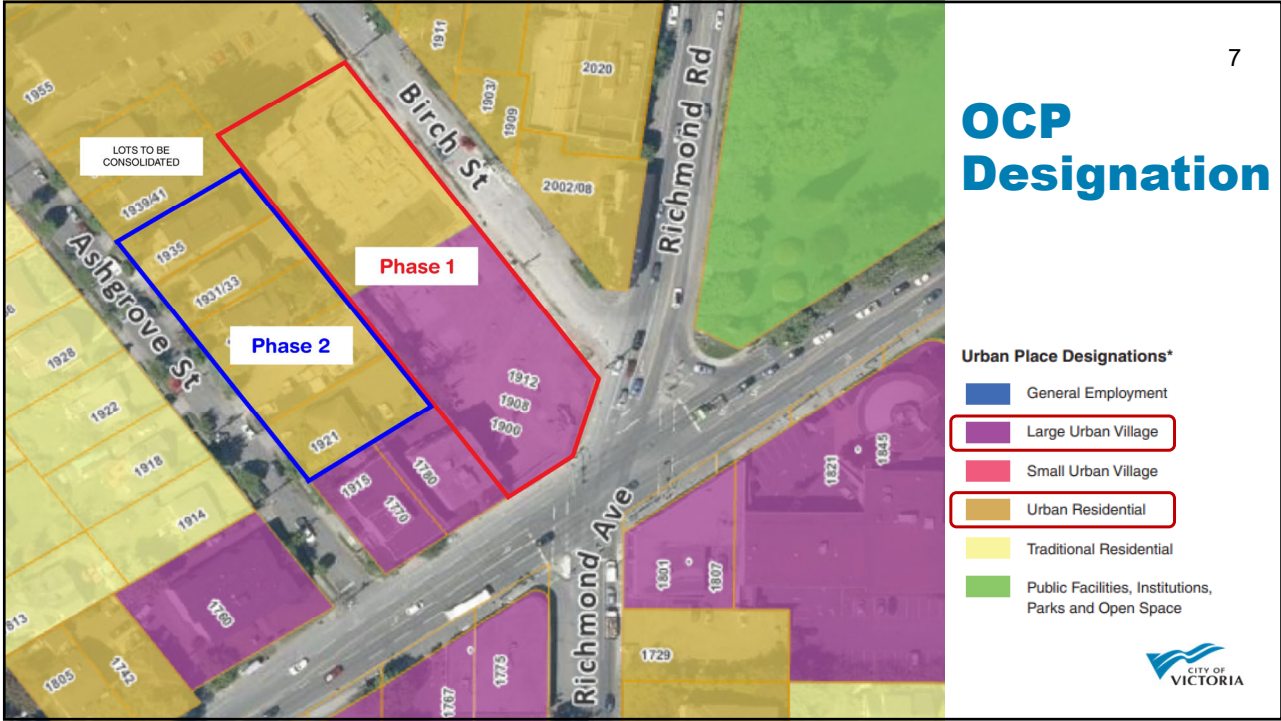 7
OCP
Designation
Urban Place Designations*
General Employment
Large Urban Village
Small Urban Village
Urban Residential
Traditional Residential
Public Facilities, Institutions,
Parks and Open Space
CITY OF
VICTORIA
LOTS TO BE
CONSOLIDATED
Phase 1
Phase 2
Birch St
Richmond Rd
Ashgrove St
Richmond Ave
1955
1911
1903/
1909
2020
2002/08
1939/41
1935
1931/33
1921
1928
1922
1918
1914
1912
1908
1900
1915
1770
1780
1760
1821
1845
1801
1807
1729
1775
1767
1805
1742
813